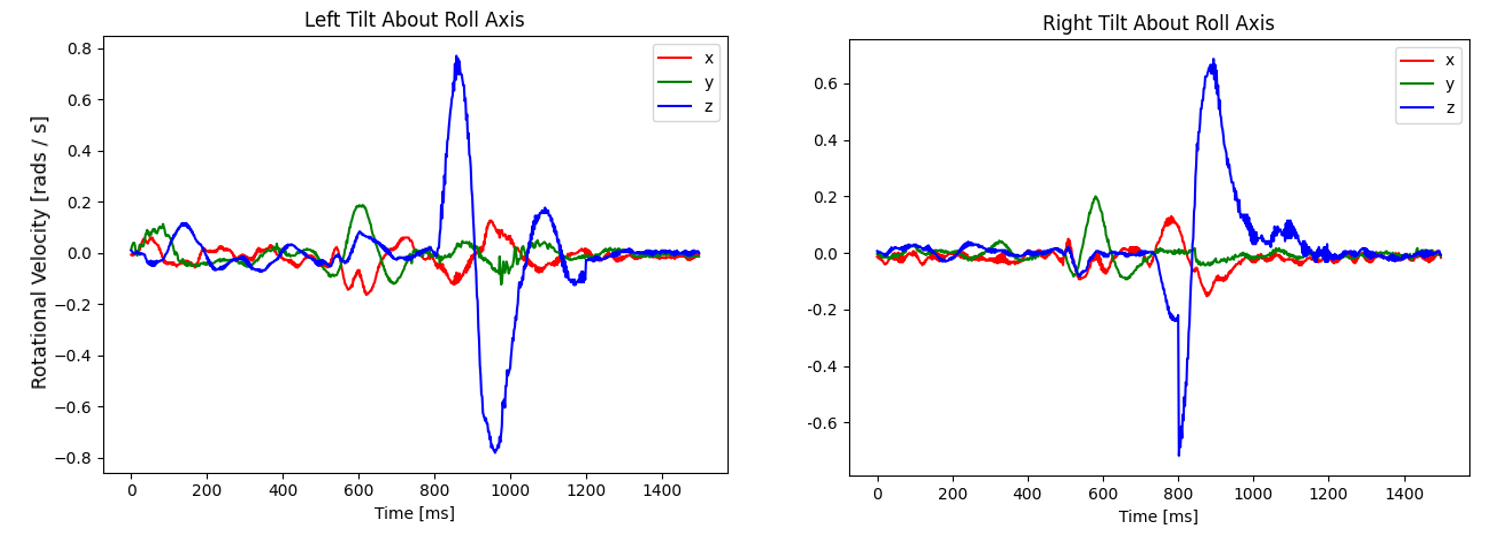 Left Tilt About Roll Axis
Rotational Velocity [rads / s]
0.8
0.6
0.4
0.2
0.0
−0.2
−0.4
−0.6
−0.8
x
y
z
0 200 400 600 800 1000 1200 1400
Time [ms]
Right Tilt About Roll Axis
0.6
0.4
0.2
0.0
-0.2
-0.4
-0.6
x
y
z
0 200 400 600 800 1000 1200 1400
Time [ms]